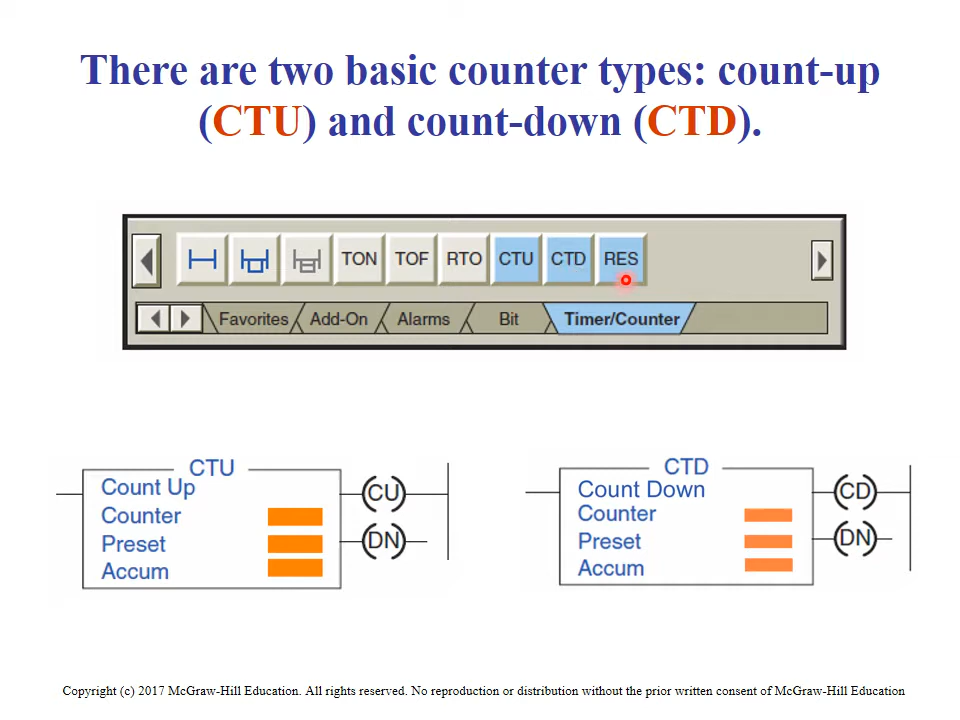 There are two basic counter types: count-up
(CTU) and count-down (CTD).
TON TOF RTO CTU CTD RES
Favorites Add-On Alarms Bit Timer/Counter
CTU
Count Up
Counter
Preset
Accum
CU
DN
CTD
Count Down
Counter
Preset
Accum
CD
DN
Copyright (c) 2017 McGraw-Hill Education. All rights reserved. No reproduction or distribution without the prior written consent of McGraw-Hill Education